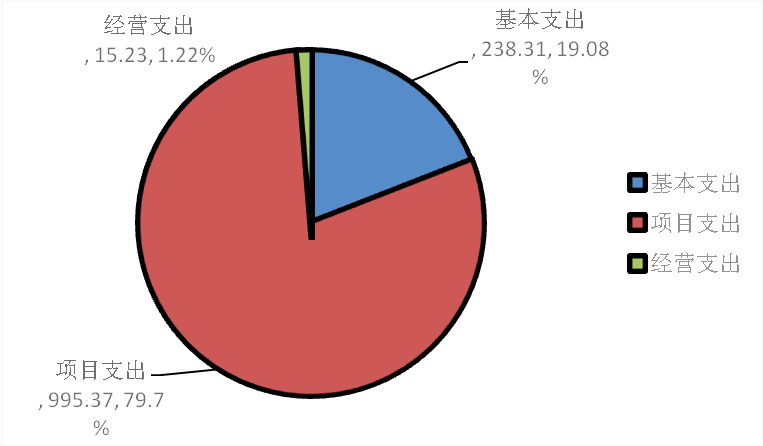 经营支出
, 15.23, 1.22%
基本支出
, 238.31, 19.08
%
基本支出
项目支出
经营支出
项目支出
, 995.37, 79.7
%